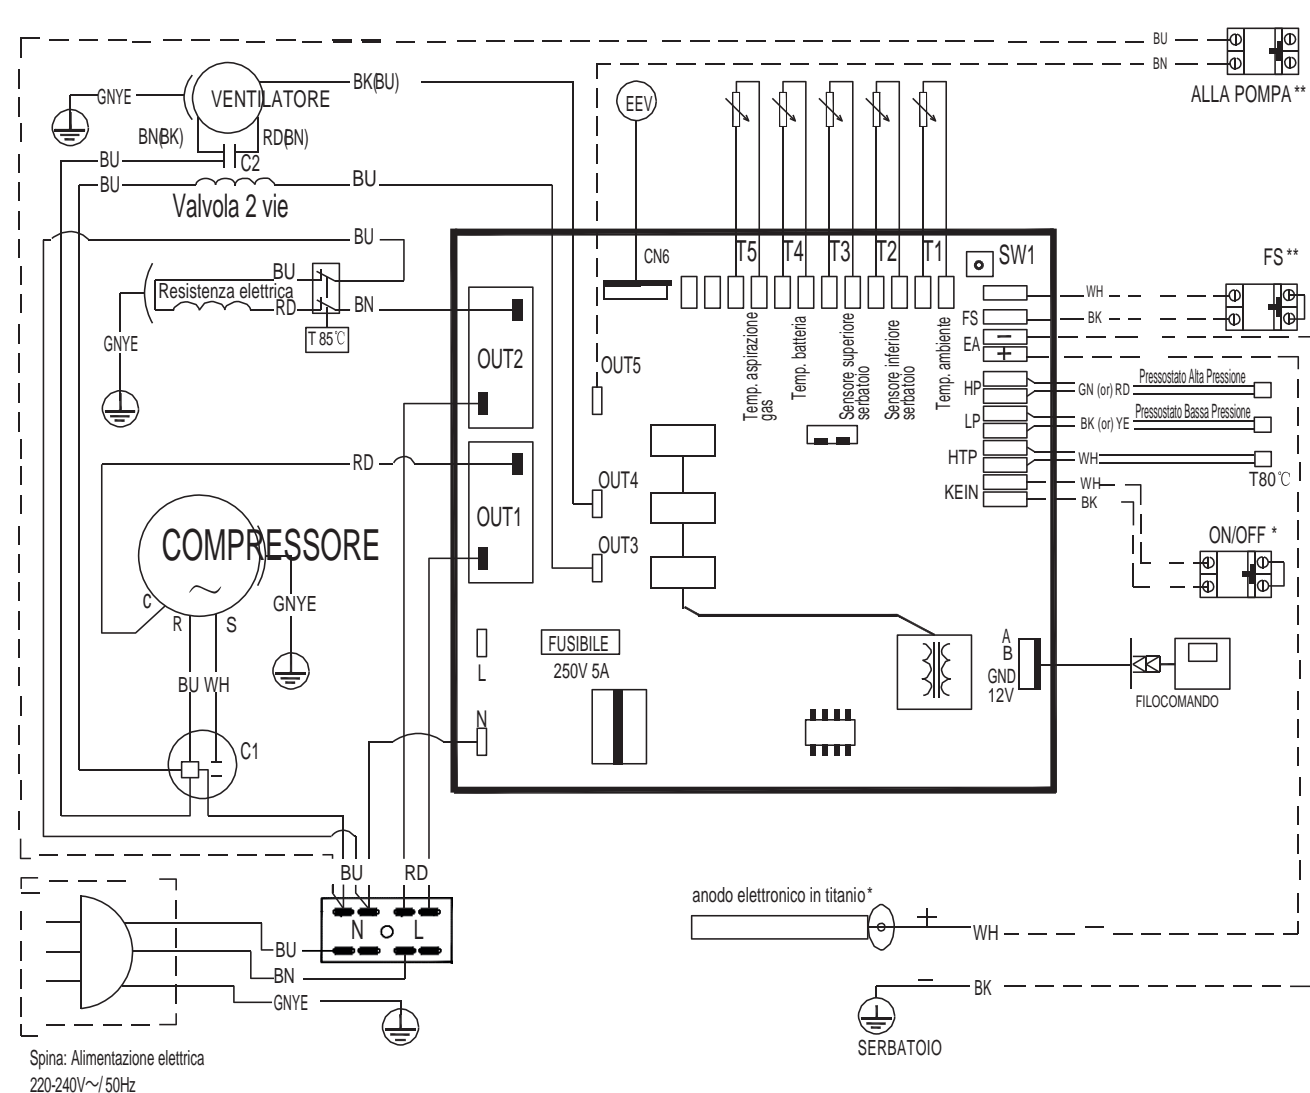 BU
BN
ALLA POMPA **
BK(BU)
GNYE
VENTILATORE
EEV
BN(BK)
RD(BN)
BU
C2
BU
BU
Valvola 2 vie
BU
CN6
T5
T4
T3
T2
T1
SW1
FS **
BU
Resistenza elettrica
RD
BN
T 85℃
GNYE
WH
FS
BK
EA
−
+
OUT2
OUT5
Temp. aspirazione
gas
Temp. batteria
Sensore superiore
serbatoio
Sensore inferiore
serbatoio
Temp. ambiente
HP
GN (or) RD
Pressostato Alta Pressione
LP
BK (or) YE
Pressostato Bassa Pressione
HTP
WH
T80℃
KEIN
WH
BK
RD
OUT4
OUT1
OUT3
ON/OFF *
COMPRESSORE
C
R
S
GNYE
BU WH
C1
L
N
FUSIBILE
250V 5A
A
B
GND
12V
FILOCOMANDO
BU
RD
N
L
BU
BN
GNYE
anodo elettronico in titanio *
+
WH
−
BK
SERBATOIO
Spina: Alimentazione elettrica
220-240V～/ 50Hz